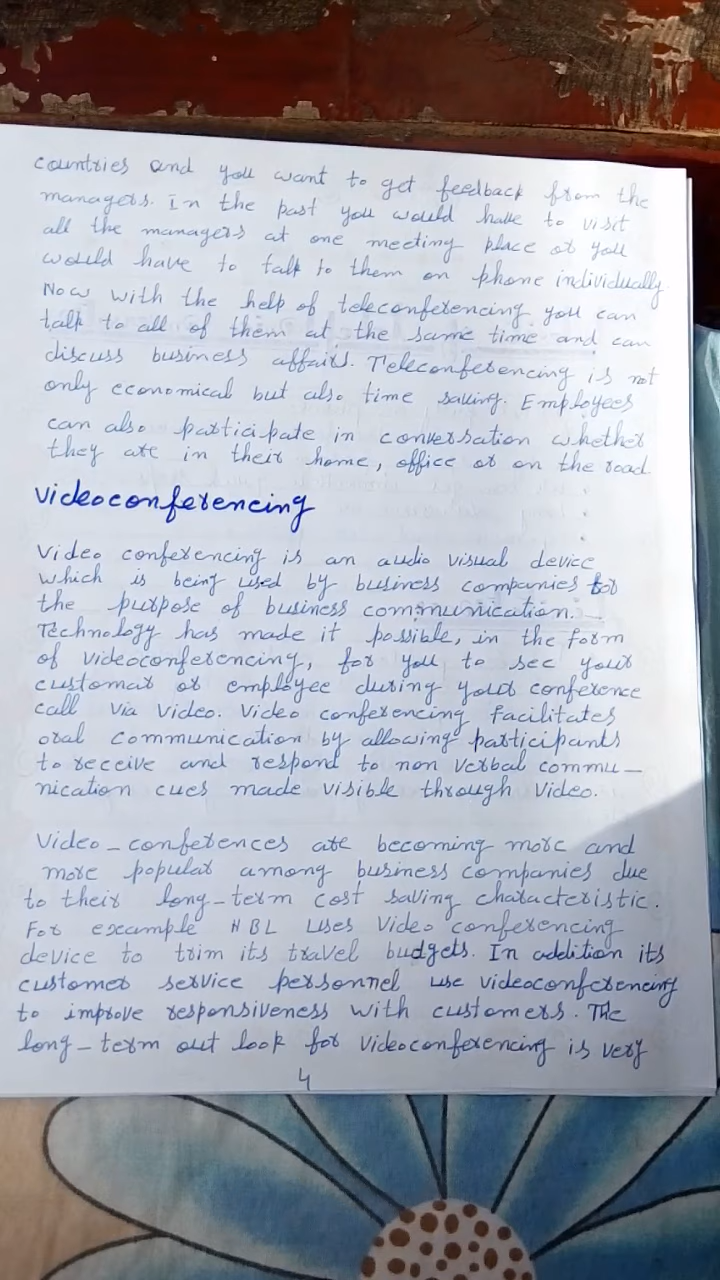 countries and you want to get feedback from the
managers. In the past you would have to visit
all the managers at one meeting place or you
would have to talk to them on phone individually.
Now with the help of teleconferencing you can
talk to all of them at the same time and can
discuss business affairs. Teleconferencing is not
only economical but also time saving. Employees
can also participate in conversation whether
they are in their home, office or on the road.
Videoconferencing
Video conferencing is an audio visual device
which is being used by business companies for
the purpose of business communication.
Technology has made it possible, in the form
of videoconferencing, for you to see your
customar or employee during your conference
call via video. Video conferencing facilitates
oral communication by allowing participants
to receive and respond to non verbal commu-
nication cues made visible through video.
Video-conferences are becoming more and
more popular among business companies due
to their long-term cost saving characteristic.
For example HBL uses video conferencing
device to trim its travel budgets. In addition its
customer service personnel use videoconferencing
to improve responsiveness with customers. The
long-term out look for videoconferencing is very
4